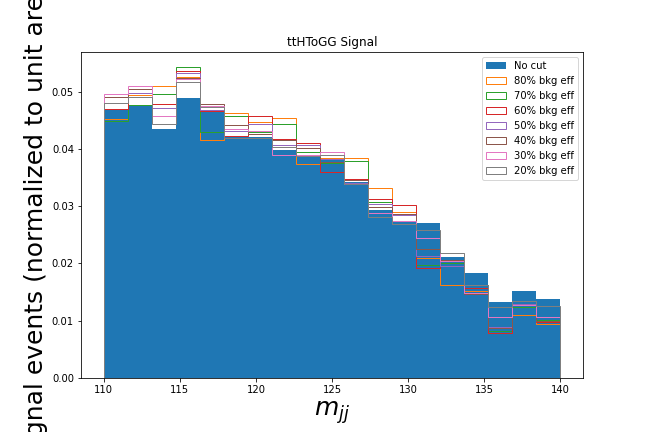 ttHToGG Signal
gnal events (normalized to unit are
0.05
0.04
0.03
0.02
0.01
0.00
No cut
80% bkg eff
70% bkg eff
60% bkg eff
50% bkg eff
40% bkg eff
30% bkg eff
20% bkg eff
110 115 120 125 130 135 140
m_{jj}